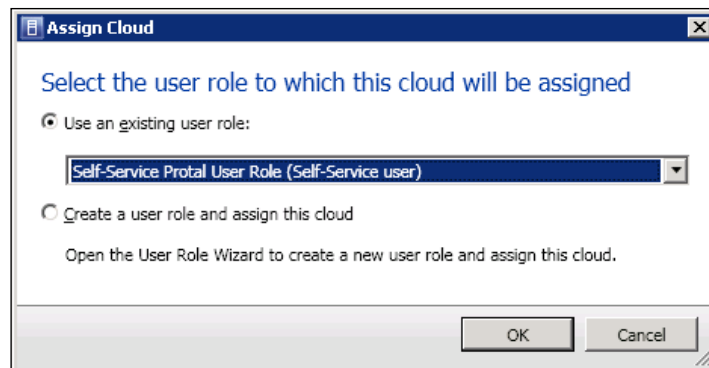 Assign Cloud
Select the user role to which this cloud will be assigned
Use an existing user role:
Self-Service Protal User Role (Self-Service user)
Create a user role and assign this cloud
Open the User Role Wizard to create a new user role and assign this cloud.
OK
Cancel